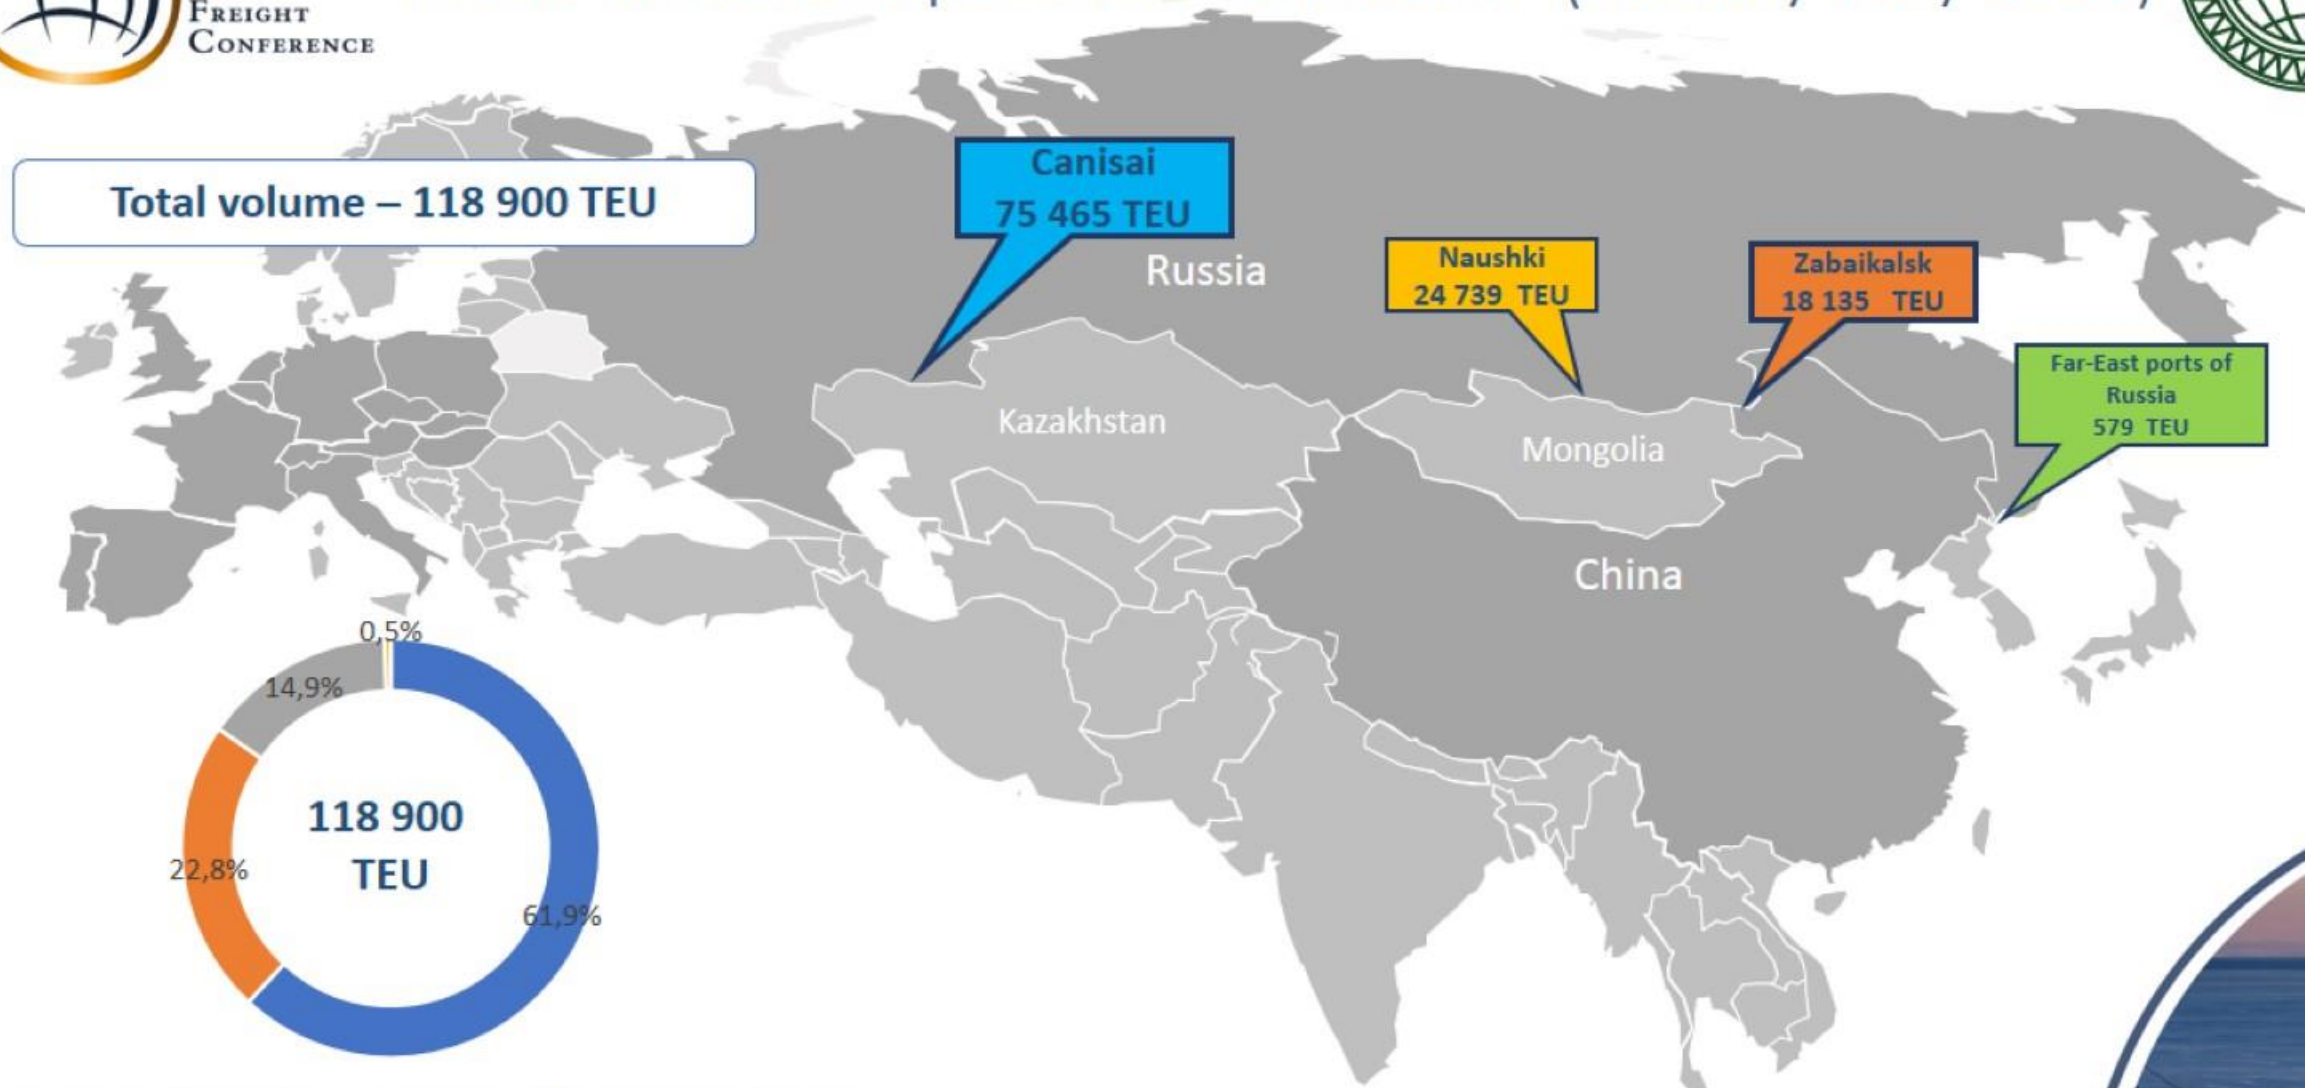 FREIGHT
CONFERENCE
Total volume – 118 900 TEU
Canisai
75 465 TEU
Russia
Naushki
24 739 TEU
Zabaikalsk
18 135 TEU
Far-East ports of
Russia
579 TEU
Kazakhstan
Mongolia
China
0,5%
14,9%
22,8%
61,9%
118 900
TEU